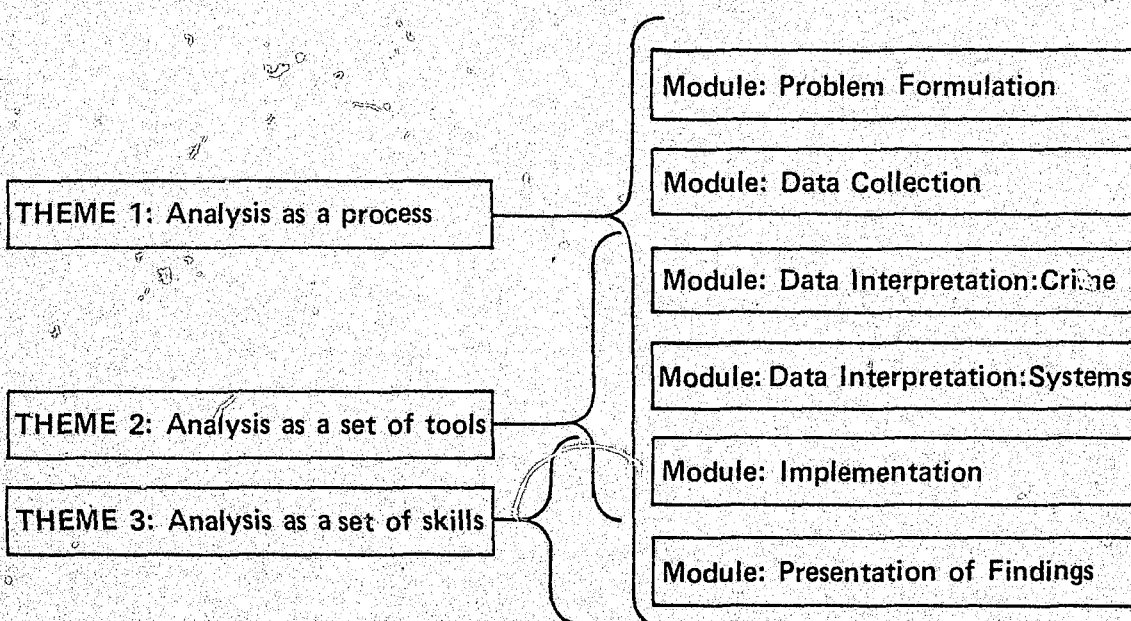 Module: Problem Formulation
Module: Data Collection
THEME 1: Analysis as a process
Module: Data Interpretation:Crime
Module: Data Interpretation:Systems
THEME 2: Analysis as a set of tools
Module: Implementation
THEME 3: Analysis as a set of skills
Module: Presentation of Findings